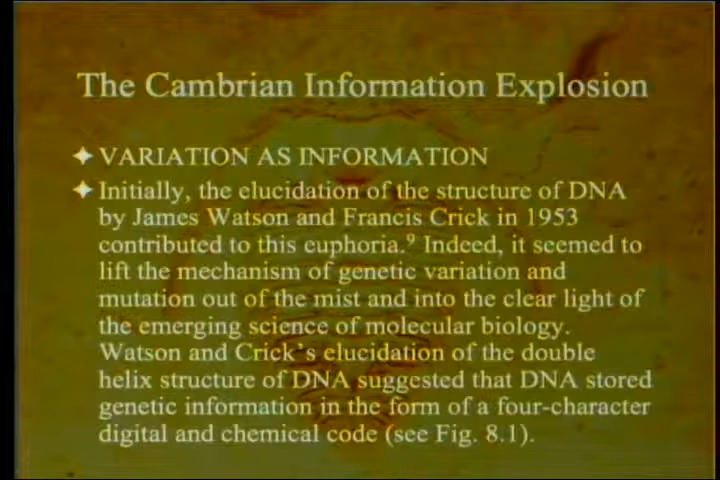 The Cambrian Information Explosion
✦ VARIATION AS INFORMATION
✦ Initially, the elucidation of the structure of DNA
by James Watson and Francis Crick in 1953
contributed to this euphoria.⁹ Indeed, it seemed to
lift the mechanism of genetic variation and
mutation out of the mist and into the clear light of
the emerging science of molecular biology.
Watson and Crick's elucidation of the double
helix structure of DNA suggested that DNA stored
genetic information in the form of a four-character
digital and chemical code (see Fig. 8.1).